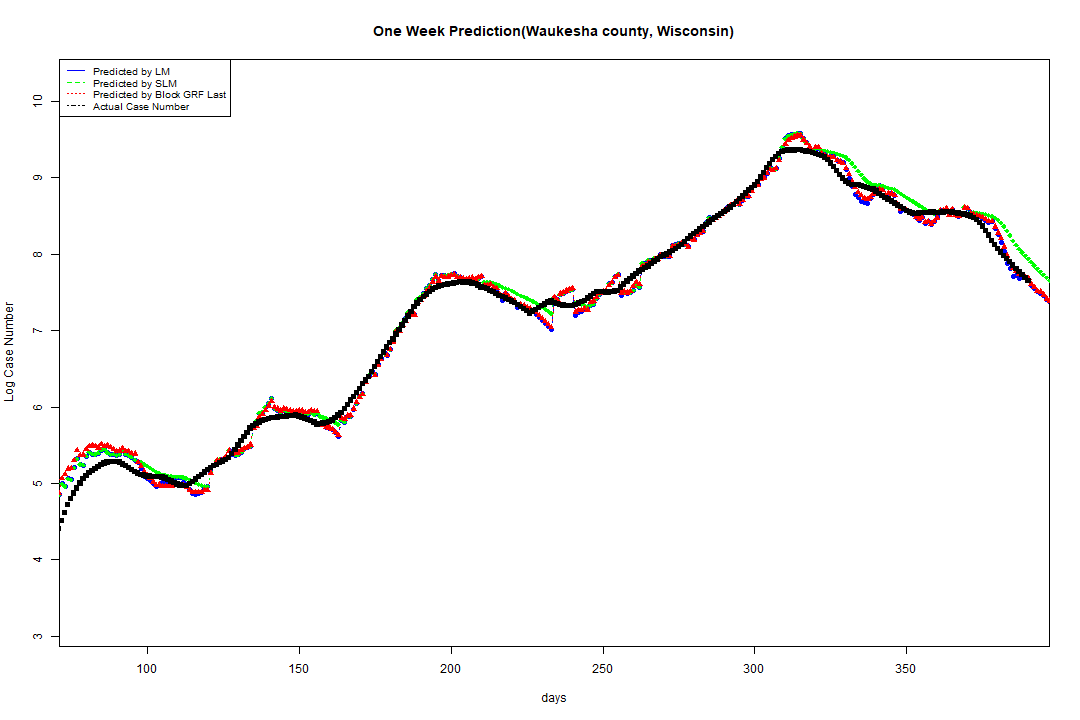 One Week Prediction(Waukesha county, Wisconsin)
Predicted by LM
Predicted by SLM
Predicted by Block GRF Last
Actual Case Number
10
9
8
7
6
5
4
3
Log Case Number
100 150 200 250 300 350
days